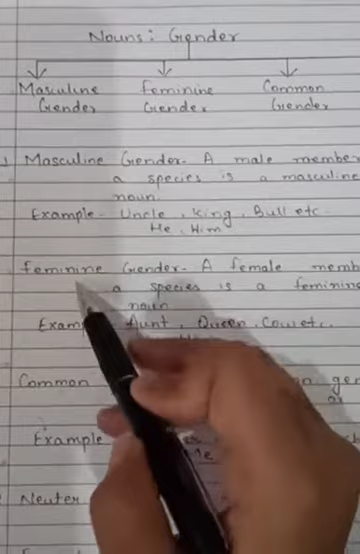 Nouns: Gender
Masculine Feminine Common
Gender Gender Gender
Masculine Gender- A male member
a species is a masculine
noun.
Example- Uncle, King, Bull etc
He, Him
Feminine Gender- A female memb
a species is a feminine
noun
Examp Aunt, Queen, Cow etc.
Common gen
Example
Neuter